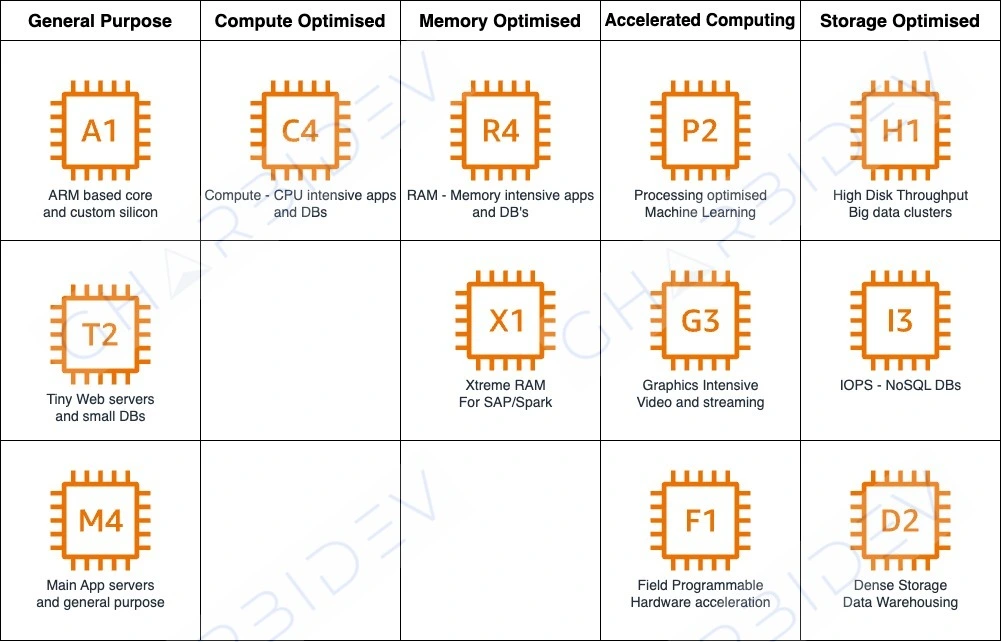 General Purpose
Compute Optimised
Memory Optimised
Accelerated Computing
Storage Optimised
A1
ARM based core
and custom silicon
C4
Compute - CPU intensive apps
and DBs
R4
RAM - Memory intensive apps
and DB's
P2
Processing optimised
Machine Learning
H1
High Disk Throughput
Big data clusters
T2
Tiny Web servers
and small DBs
X1
Xtreme RAM
For SAP/Spark
G3
Graphics Intensive
Video and streaming
I3
IOPS - NoSQL DBs
M4
Main App servers
and general purpose
F1
Field Programmable
Hardware acceleration
D2
Dense Storage
Data Warehousing
GHARBIDEV
GHARBIDEV